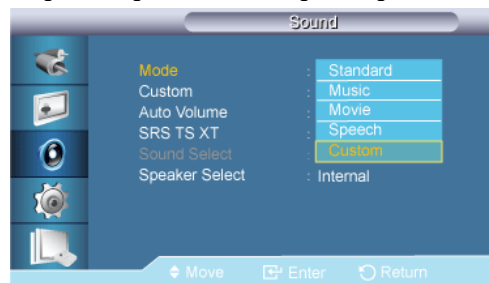 Sound
Mode : Standard
Custom : Music
Auto Volume : Movie
SRS TS XT : Speech
Sound Select : Custom
Speaker Select : Internal
Move Enter Return